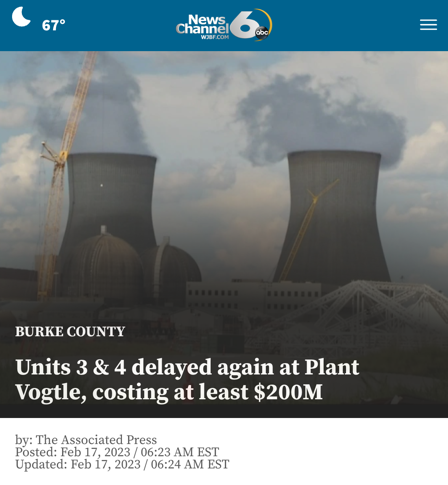 67°
News
Channel 6
WJBF.COM
abc
BURKE COUNTY
Units 3 & 4 delayed again at Plant
Vogtle, costing at least $200M
by: The Associated Press
Posted: Feb 17, 2023 / 06:23 AM EST
Updated: Feb 17, 2023 / 06:24 AM EST